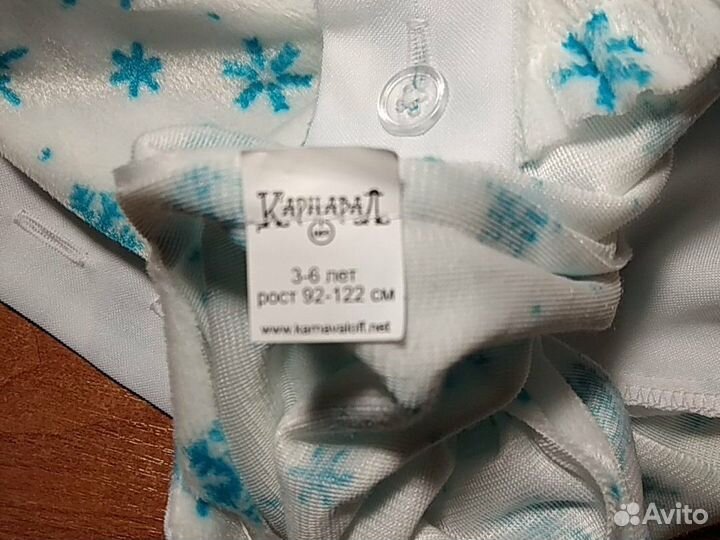 КарнаваЛ
3-6 лет
рост 92-122 см
www.karnavaloff.net
Avito